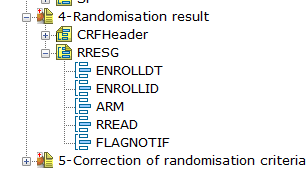 4-Randomisation result
CRFHeader
RRESG
ENROLLDT
ENROLLID
ARM
RREAD
FLAGNOTIF
5-Correction of randomisation criteria